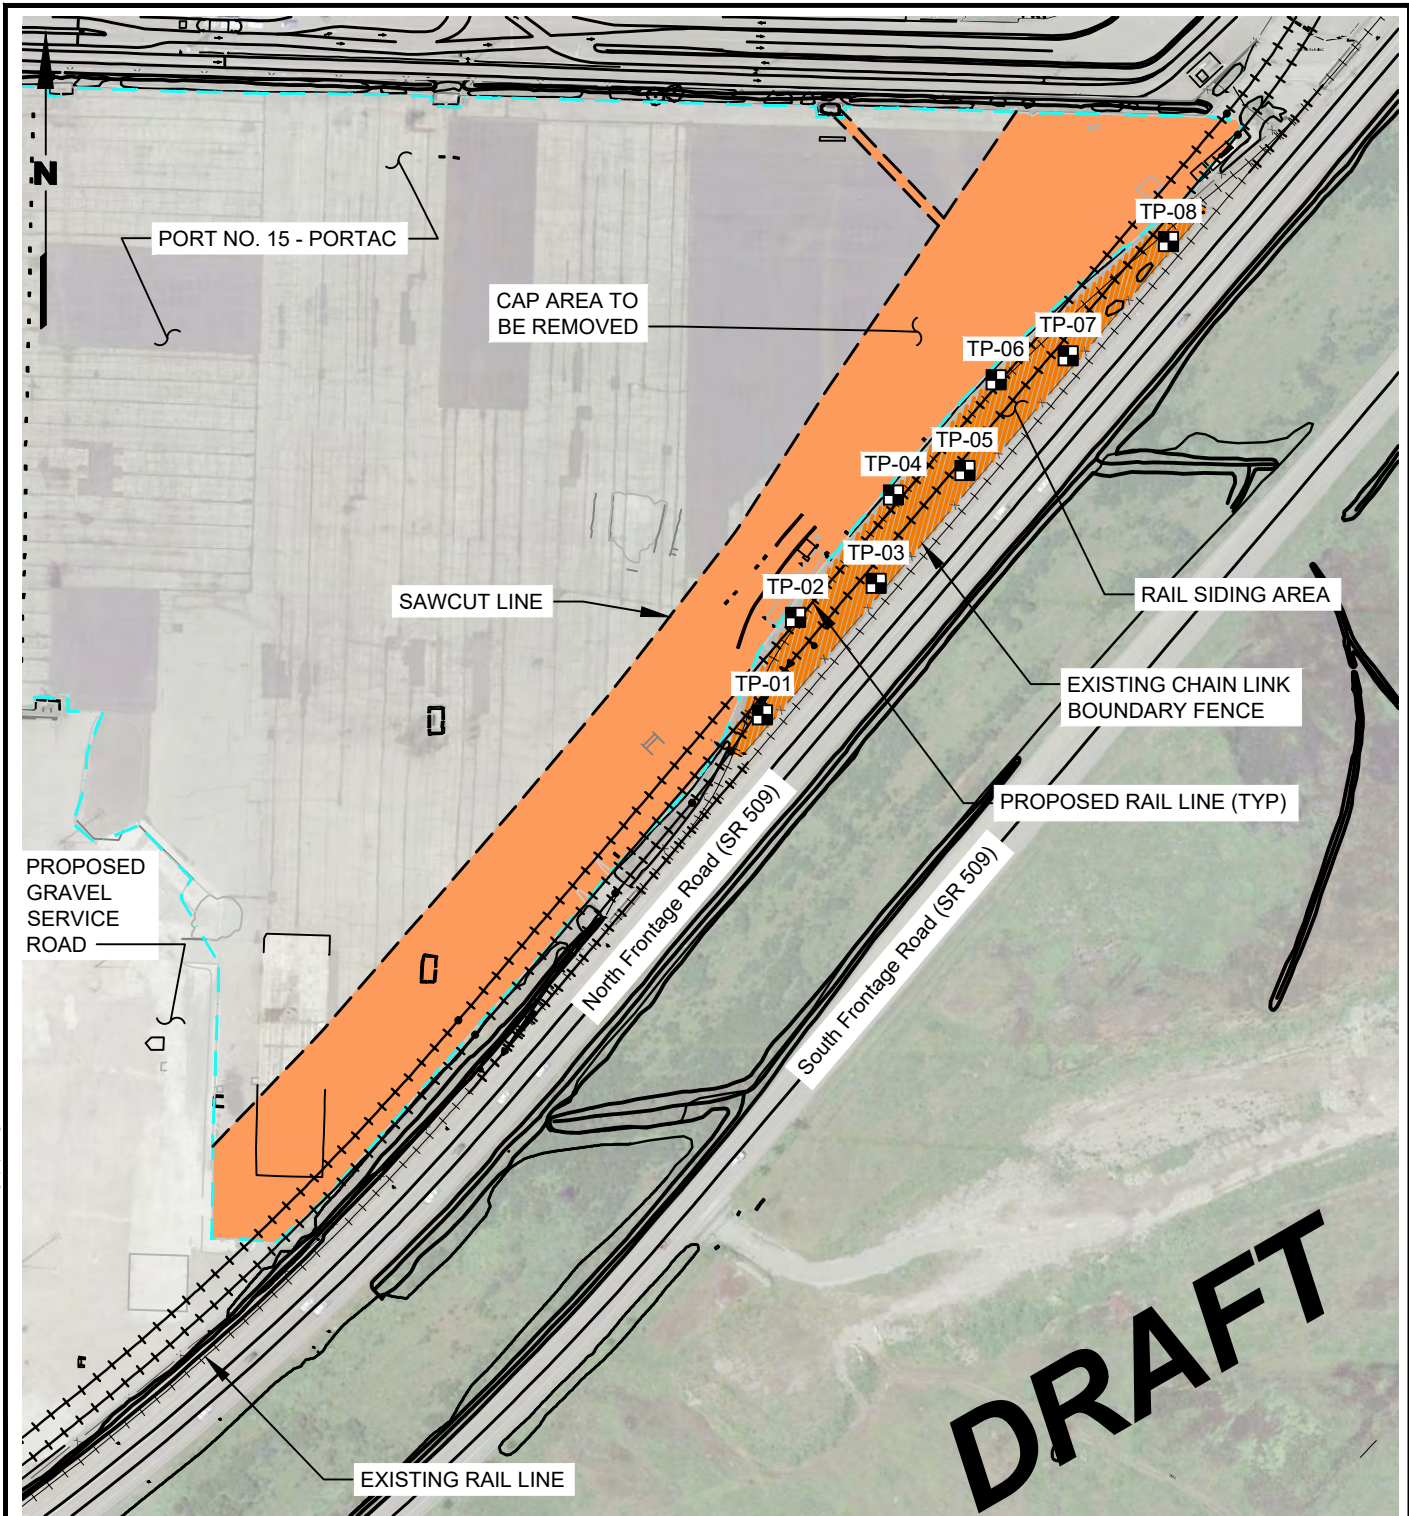 N
PORT NO. 15 - PORTAC
CAP AREA TO
BE REMOVED
TP-08
TP-07
TP-06
TP-05
TP-04
TP-03
TP-02
TP-01
SAWCUT LINE
RAIL SIDING AREA
EXISTING CHAIN LINK
BOUNDARY FENCE
PROPOSED RAIL LINE (TYP)
North Frontage Road (SR 509)
South Frontage Road (SR 509)
PROPOSED
GRAVEL
SERVICE
ROAD
EXISTING RAIL LINE
DRAFT